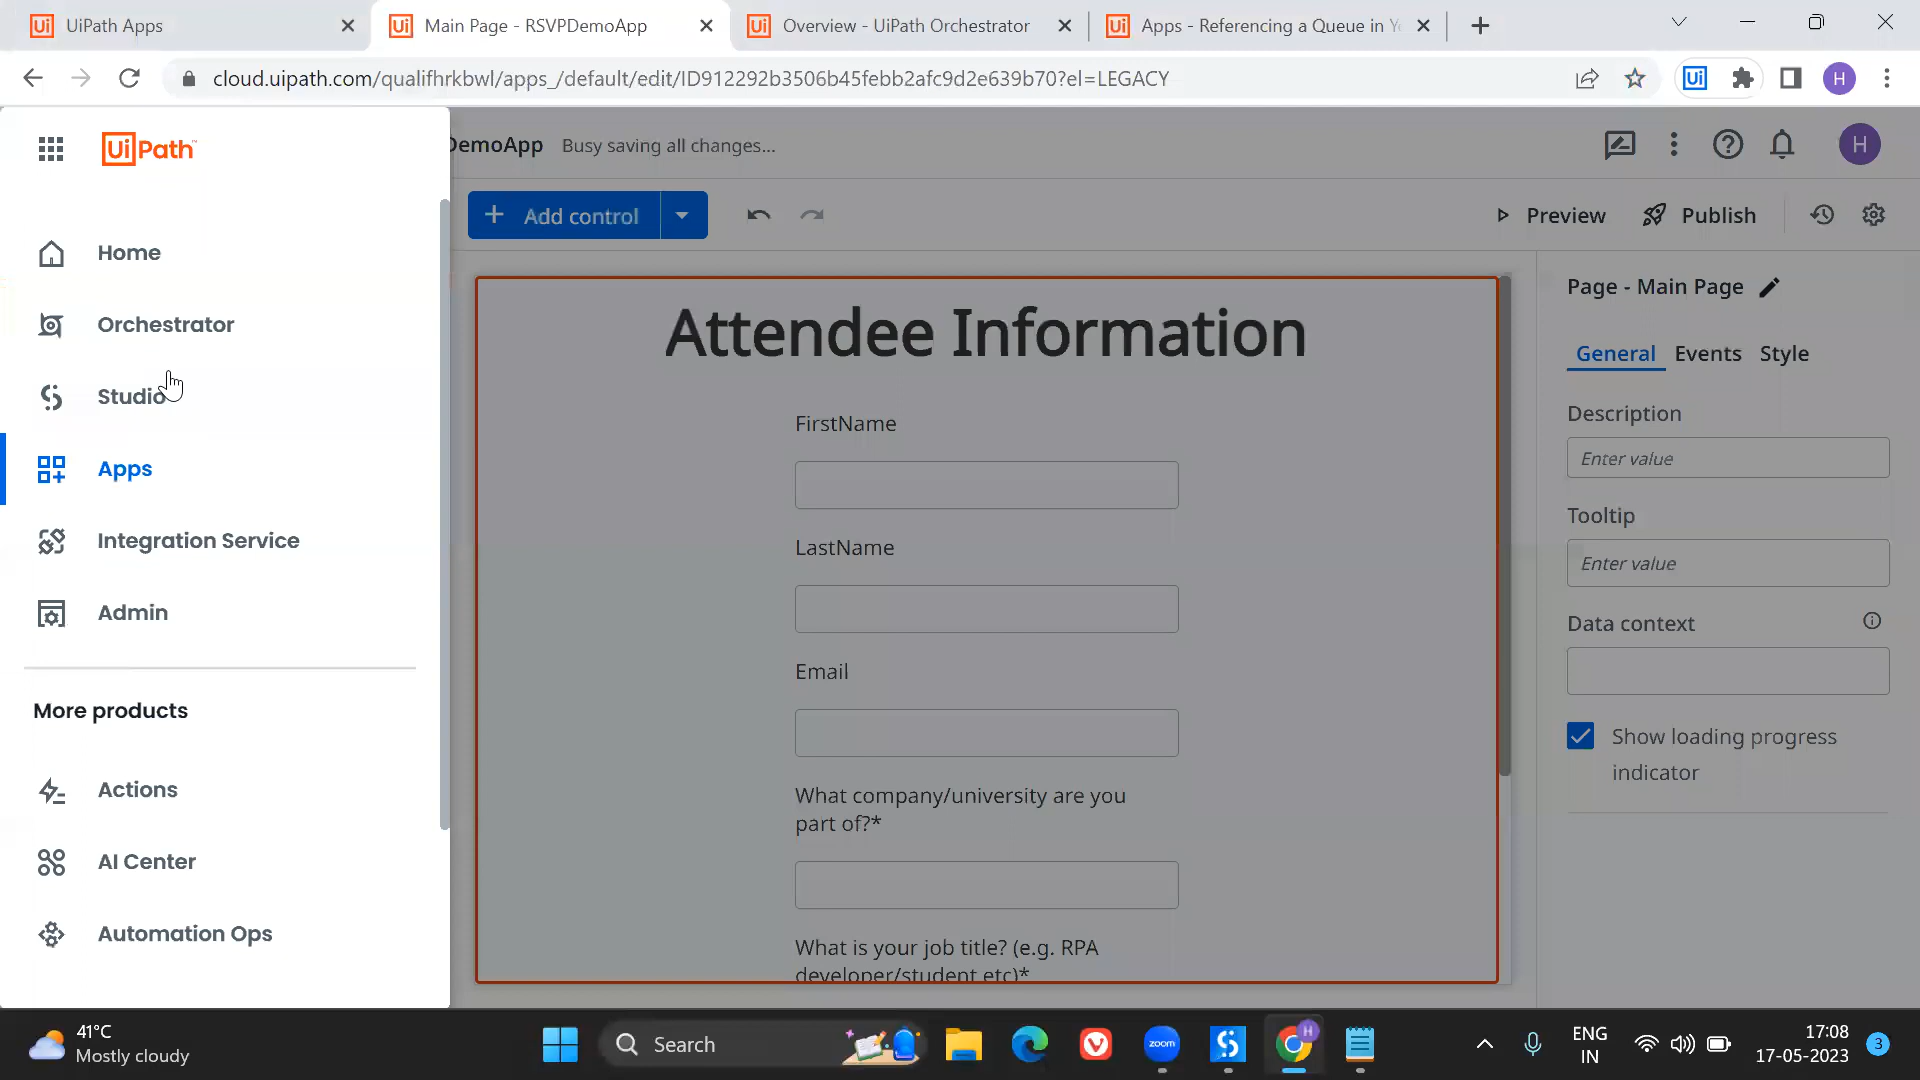 UiPath Apps
Main Page - RSVPDemoApp
Overview - UiPath Orchestrator
Apps - Referencing a Queue in Y
cloud.uipath.com/qualifhrkbwl/apps_/default/edit/ID912292b3506b45febb2afc9d2e639b70?el=LEGACY
Ui
H
UiPath
DemoApp
Busy saving all changes...
H
Add control
Preview
Publish
Home
Orchestrator
Studio
Apps
Integration Service
Admin
More products
Actions
AI Center
Automation Ops
Attendee Information
FirstName
LastName
Email
What company/university are you
part of?*
What is your job title? (e.g. RPA
developer/student etc)*
Page - Main Page
General Events Style
Description
Enter value
Tooltip
Enter value
Data context
Show loading progress
indicator
41°C
Mostly cloudy
Search
zoom
H
ENG
IN
17:08
17-05-2023
3